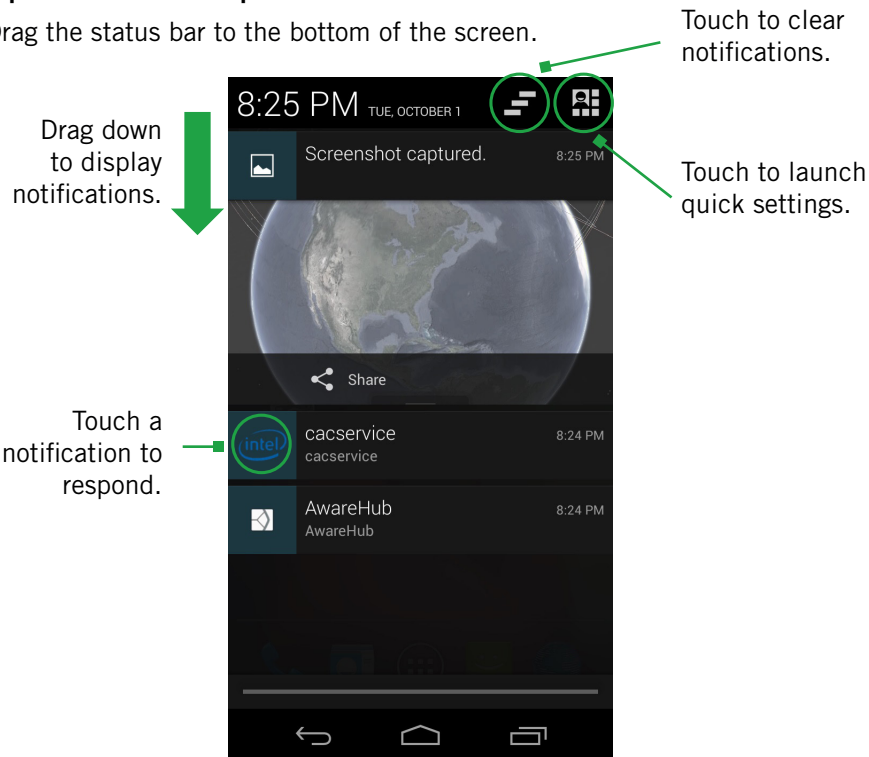 Drag the status bar to the bottom of the screen.
Touch to clear
notifications.
8:25 PM TUE, OCTOBER 1
Drag down
to display
notifications.
Screenshot captured. 8:25 PM
Touch to launch
quick settings.
Share
Touch a
notification to
respond.
intel
cacservice 8:24 PM
cacservice
AwareHub 8:24 PM
AwareHub